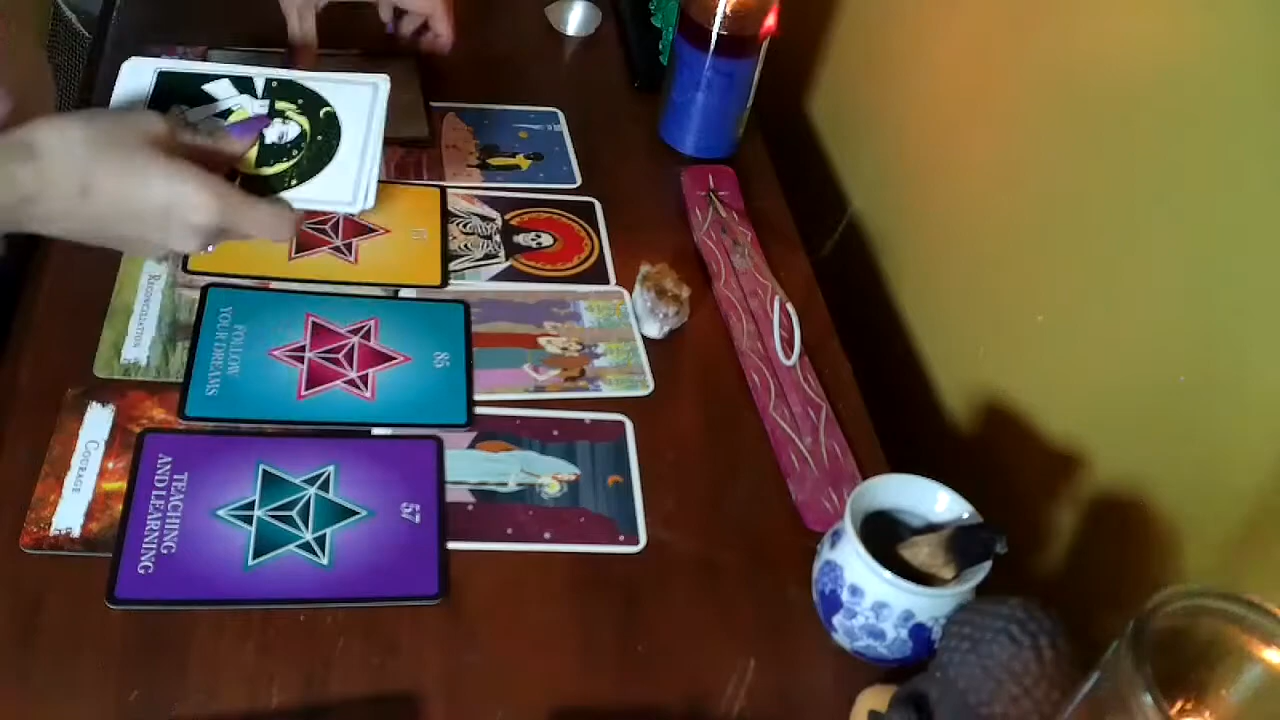 RECONCILIATION
FOLLOW
YOUR DREAMS
85
COURAGE
TEACHING
AND LEARNING
57